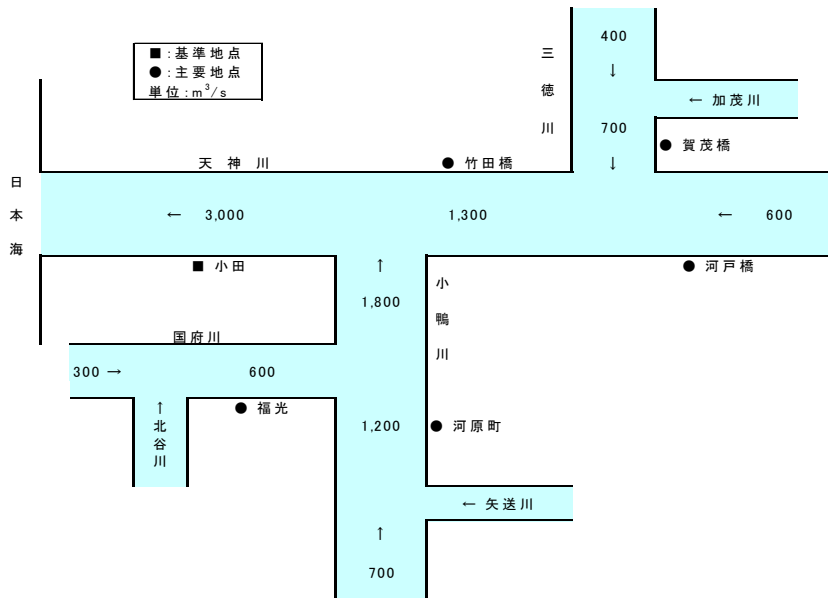 ■:基準地点
●:主要地点
単位:m³/s
三徳川
400
↓
← 加茂川
700
↓
● 賀茂橋
天神川
● 竹田橋
日本海
← 3,000
1,300
← 600
■ 小田
↑
1,800
小鴨川
● 河戸橋
国府川
300 →
600
↑
北谷川
● 福光
1,200
● 河原町
← 矢送川
↑
700